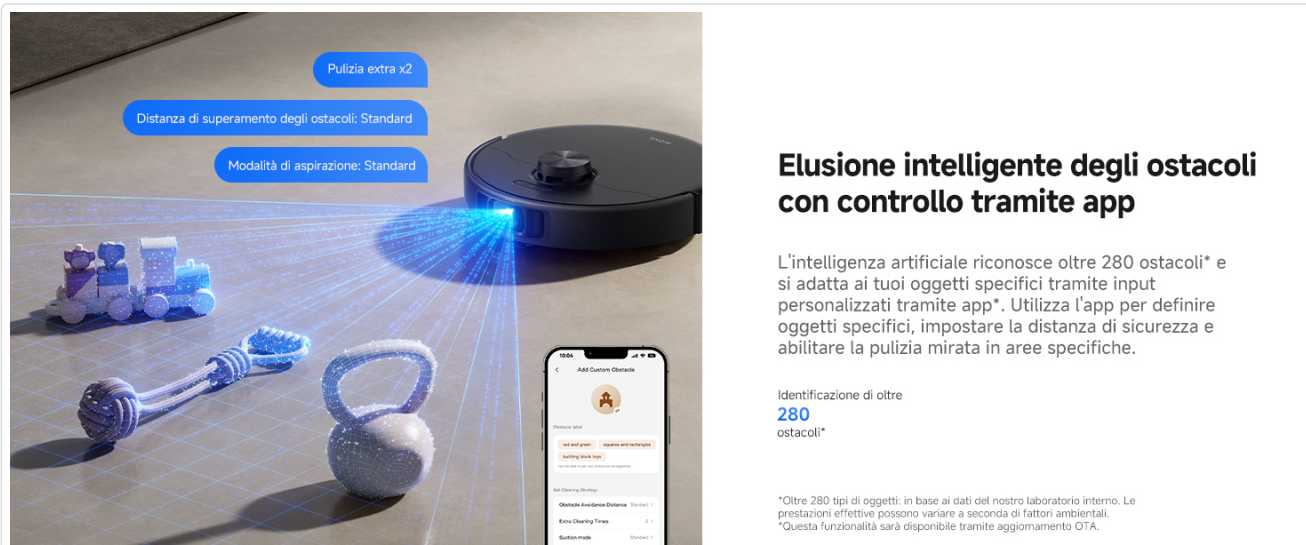 Pulizia extra x2
Distanza di superamento degli ostacoli: Standard
Modalità di aspirazione: Standard
MOVA
10:06
Add Custom Obstacle
Obstacle label
red and green
squares and rectangles
building block toys
Set Cleaning Strategy
Obstacle Avoidance Distance Standard >
Extra Cleaning Times
Suction mode Standard >
Elusione intelligente degli ostacoli
con controllo tramite app
L'intelligenza artificiale riconosce oltre 280 ostacoli* e
si adatta ai tuoi oggetti specifici tramite input
personalizzati tramite app*. Utilizza l'app per definire
oggetti specifici, impostare la distanza di sicurezza e
abilitare la pulizia mirata in aree specifiche.
Identificazione di oltre
280
ostacoli*
*Oltre 280 tipi di oggetti: in base ai dati del nostro laboratorio interno. Le
prestazioni effettive possono variare a seconda di fattori ambientali.
*Questa funzionalità sarà disponibile tramite aggiornamento OTA.